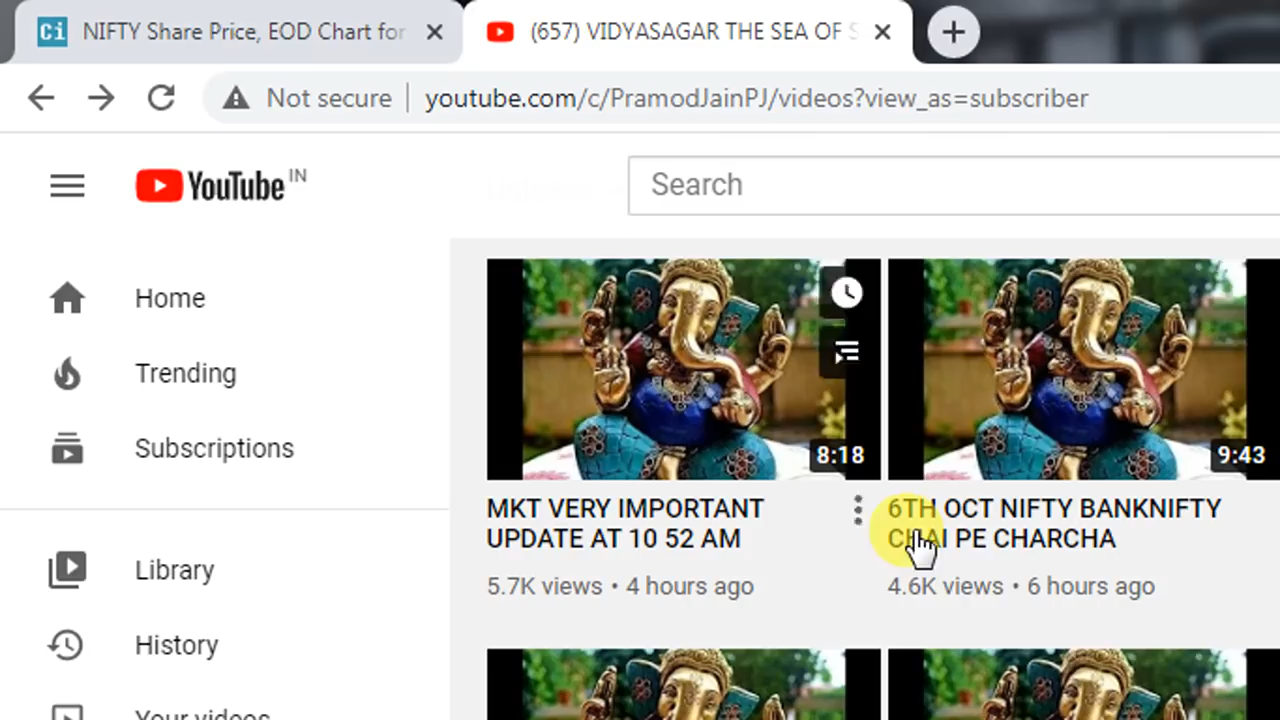 Ci NIFTY Share Price, EOD Chart for
(657) VIDYASAGAR THE SEA OF S
Not secure youtube.com/c/PramodJainPJ/videos?view_as=subscriber
YouTube IN
Search
Home
Trending
Subscriptions
Library
History
Your videos
8:18
9:43
MKT VERY IMPORTANT
UPDATE AT 10 52 AM
5.7K views • 4 hours ago
6TH OCT NIFTY BANKNIFTY
CHAI PE CHARCHA
4.6K views • 6 hours ago